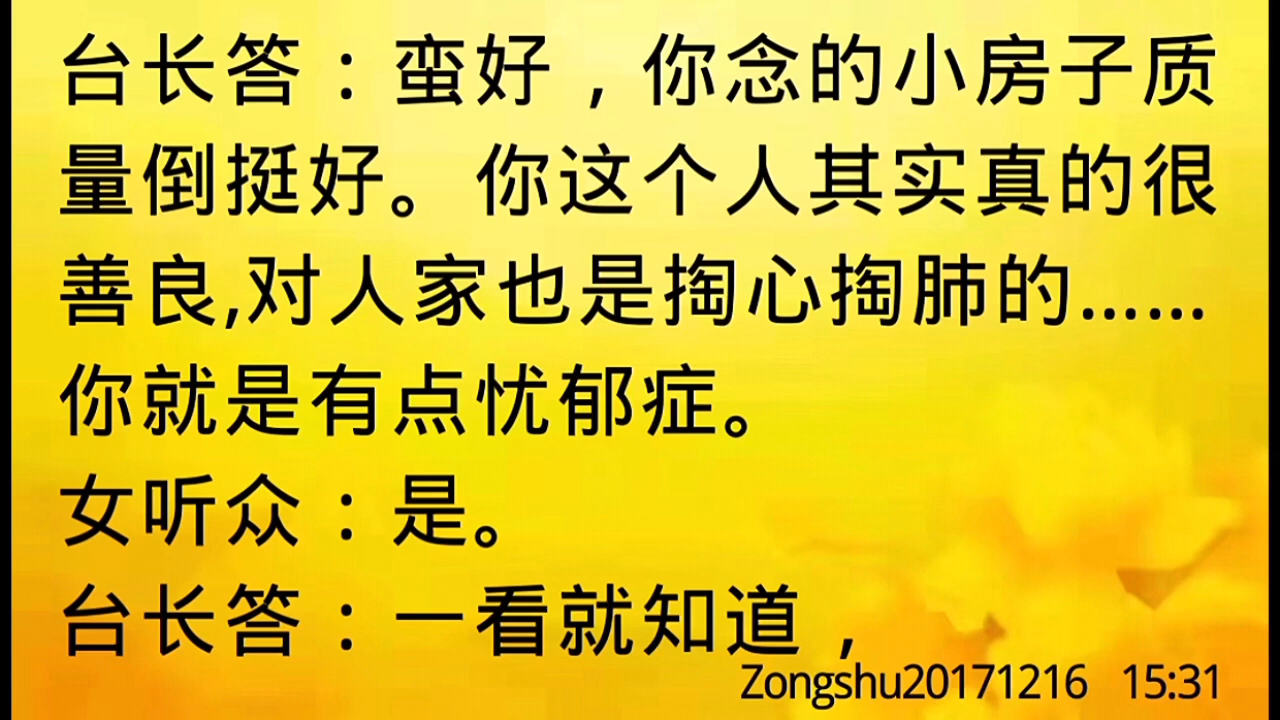 台长答：蛮好，你念的小房子质
量倒挺好。你这个人其实真的很
善良,对人家也是掏心掏肺的……
你就是有点忧郁症。
女听众：是。
台长答：一看就知道，
Zongshu20171216 15:31